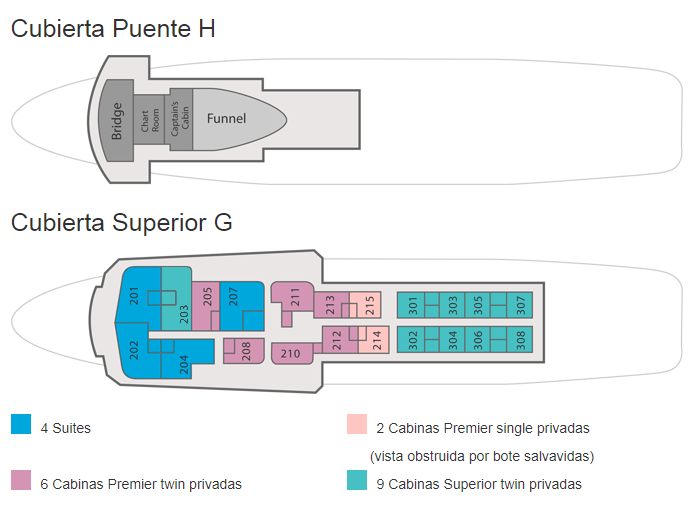 Cubierta Puente H
Bridge
Chart
Room
Captain's
Cabin
Funnel
Cubierta Superior G
201
203
205
207
211
213
215
301
303
305
307
202
204
208
210
212
214
302
304
306
308
4 Suites
2 Cabinas Premier single privadas
(vista obstruida por bote salvavidas)
6 Cabinas Premier twin privadas
9 Cabinas Superior twin privadas